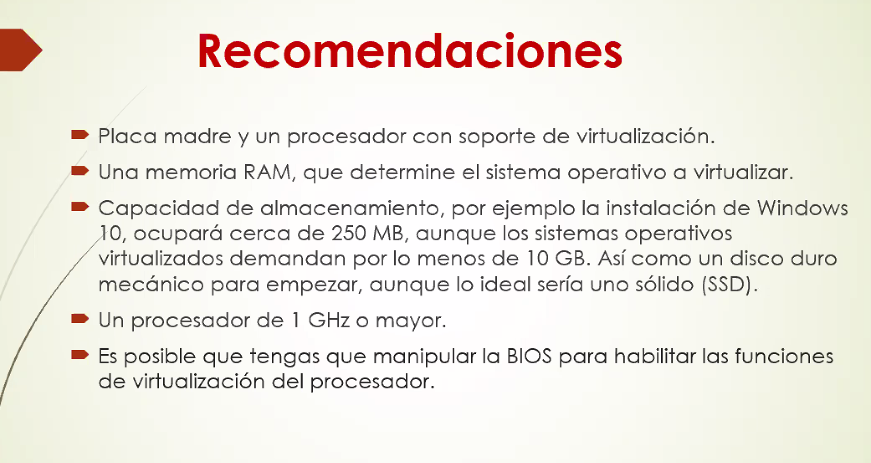 Recomendaciones
Placa madre y un procesador con soporte de virtualización.
Una memoria RAM, que determine el sistema operativo a virtualizar.
Capacidad de almacenamiento, por ejemplo la instalación de Windows
10, ocupará cerca de 250 MB, aunque los sistemas operativos
virtualizados demandan por lo menos de 10 GB. Así como un disco duro
mecánico para empezar, aunque lo ideal sería uno sólido (SSD).
Un procesador de 1 GHz o mayor.
Es posible que tengas que manipular la BIOS para habilitar las funciones
de virtualización del procesador.